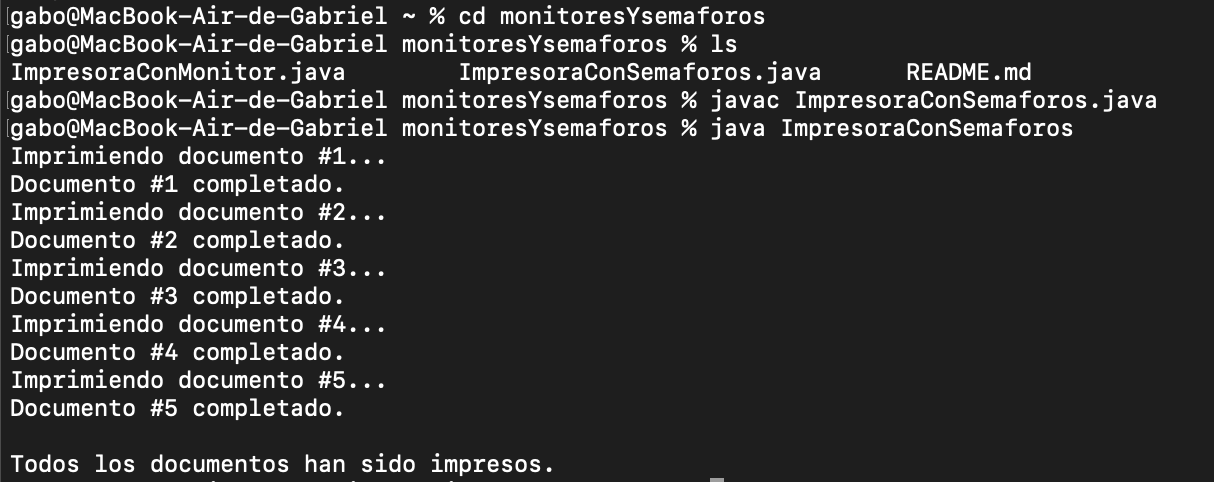 gabo@MacBook-Air-de-Gabriel ~ % cd monitoresYsemaforos
gabo@MacBook-Air-de-Gabriel monitoresYsemaforos % ls
ImpresoraConMonitor.java ImpresoraConSemaforos.java README.md
gabo@MacBook-Air-de-Gabriel monitoresYsemaforos % javac ImpresoraConSemaforos.java
gabo@MacBook-Air-de-Gabriel monitoresYsemaforos % java ImpresoraConSemaforos
Imprimiendo documento #1...
Documento #1 completado.
Imprimiendo documento #2...
Documento #2 completado.
Imprimiendo documento #3...
Documento #3 completado.
Imprimiendo documento #4...
Documento #4 completado.
Imprimiendo documento #5...
Documento #5 completado.
Todos los documentos han sido impresos.